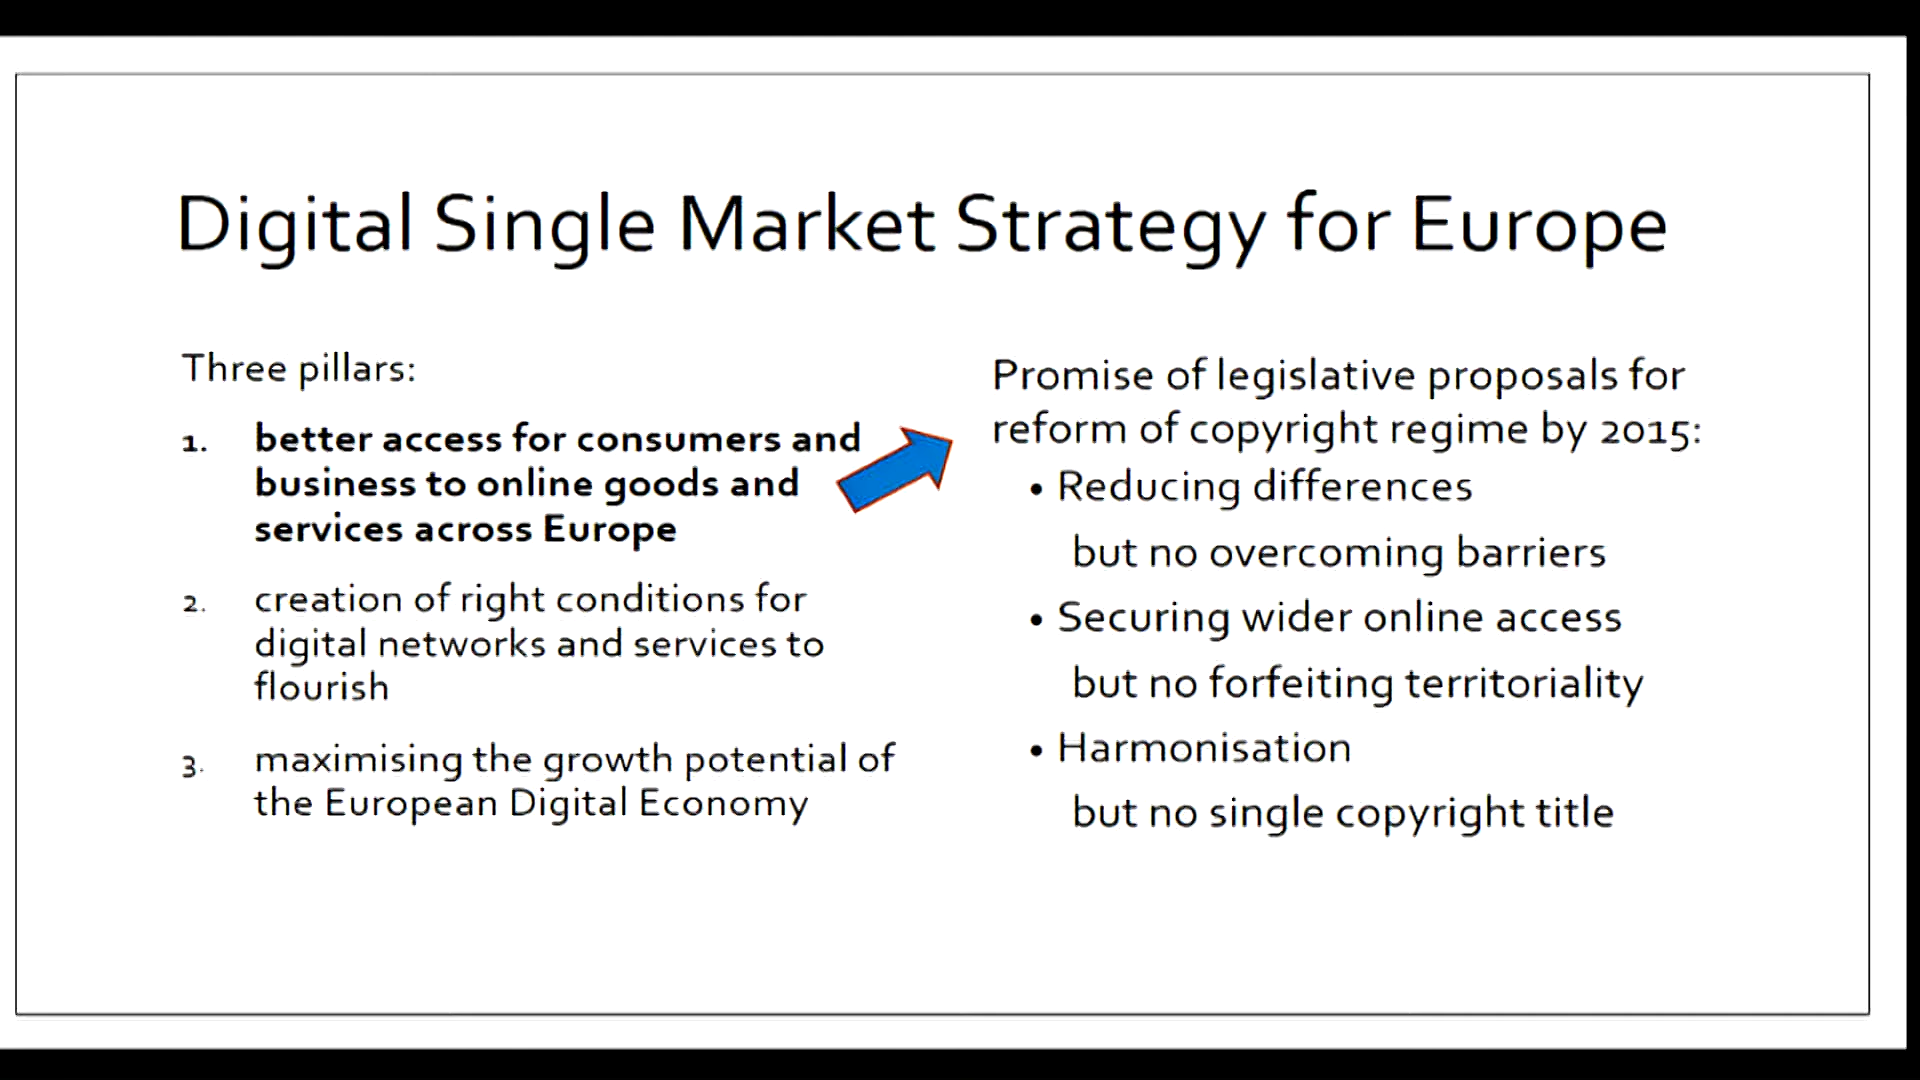 Digital Single Market Strategy for Europe
Three pillars:
1. better access for consumers and
business to online goods and
services across Europe
2. creation of right conditions for
digital networks and services to
flourish
3. maximising the growth potential of
the European Digital Economy
Promise of legislative proposals for
reform of copyright regime by 2015:
• Reducing differences
but no overcoming barriers
• Securing wider online access
but no forfeiting territoriality
• Harmonisation
but no single copyright title